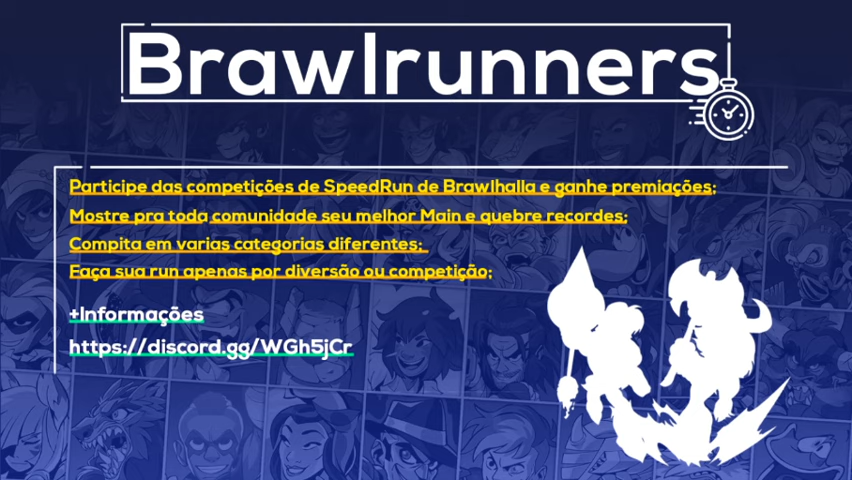 Brawlrunners
Participe das competições de SpeedRun de Brawlhalla e ganhe premiações;
Mostre pra toda comunidade seu melhor Main e quebre recordes;
Compita em varias categorias diferentes;
Faça sua run apenas por diversão ou competição;
+Informações
https://discord.gg/WGh5jCr